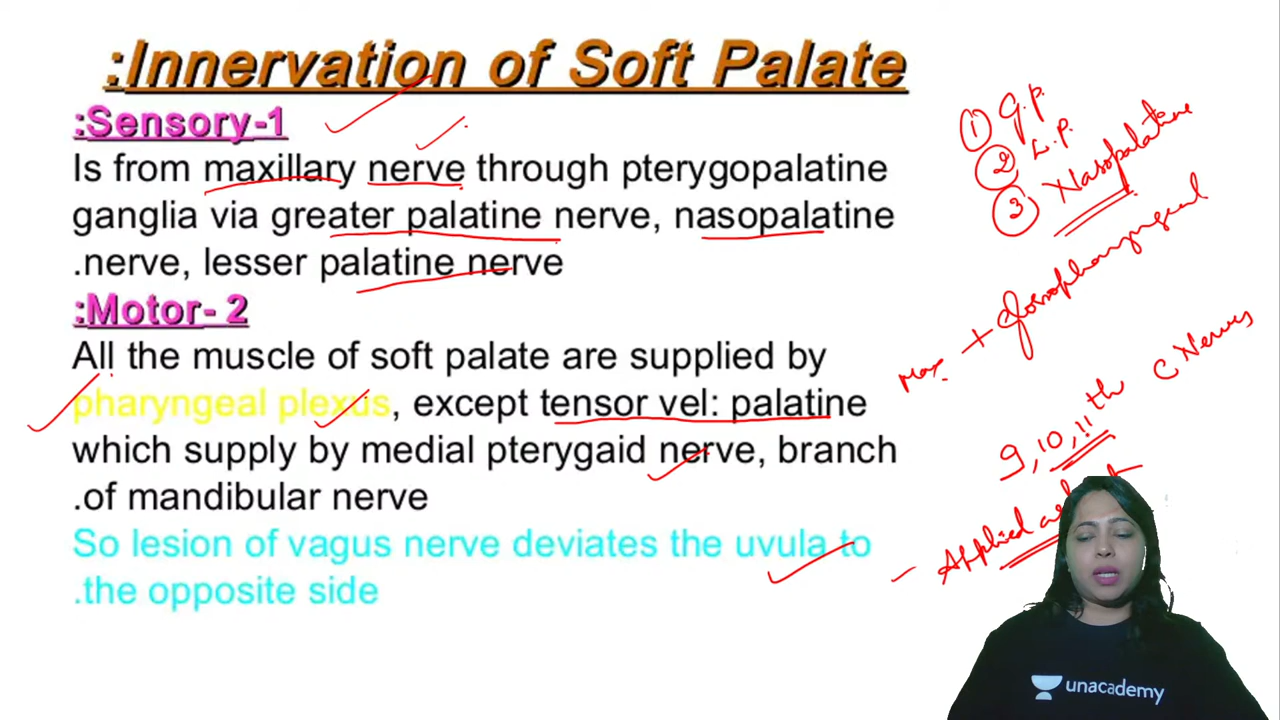 :Innervation of Soft Palate
:Sensory-1
Is from maxillary nerve through pterygopalatine
ganglia via greater palatine nerve, nasopalatine
.nerve, lesser palatine nerve
:Motor- 2
All the muscle of soft palate are supplied by
pharyngeal plexus, except tensor vel: palatine
which supply by medial pterygaid nerve, branch
.of mandibular nerve
So lesion of vagus nerve deviates the uvula to
.the opposite side
① G.P.
② L.P.
③ Nasopalatine
Max. + Glossopharyngeal
9, 10, 11th C Nerves
- Applied
unacademy